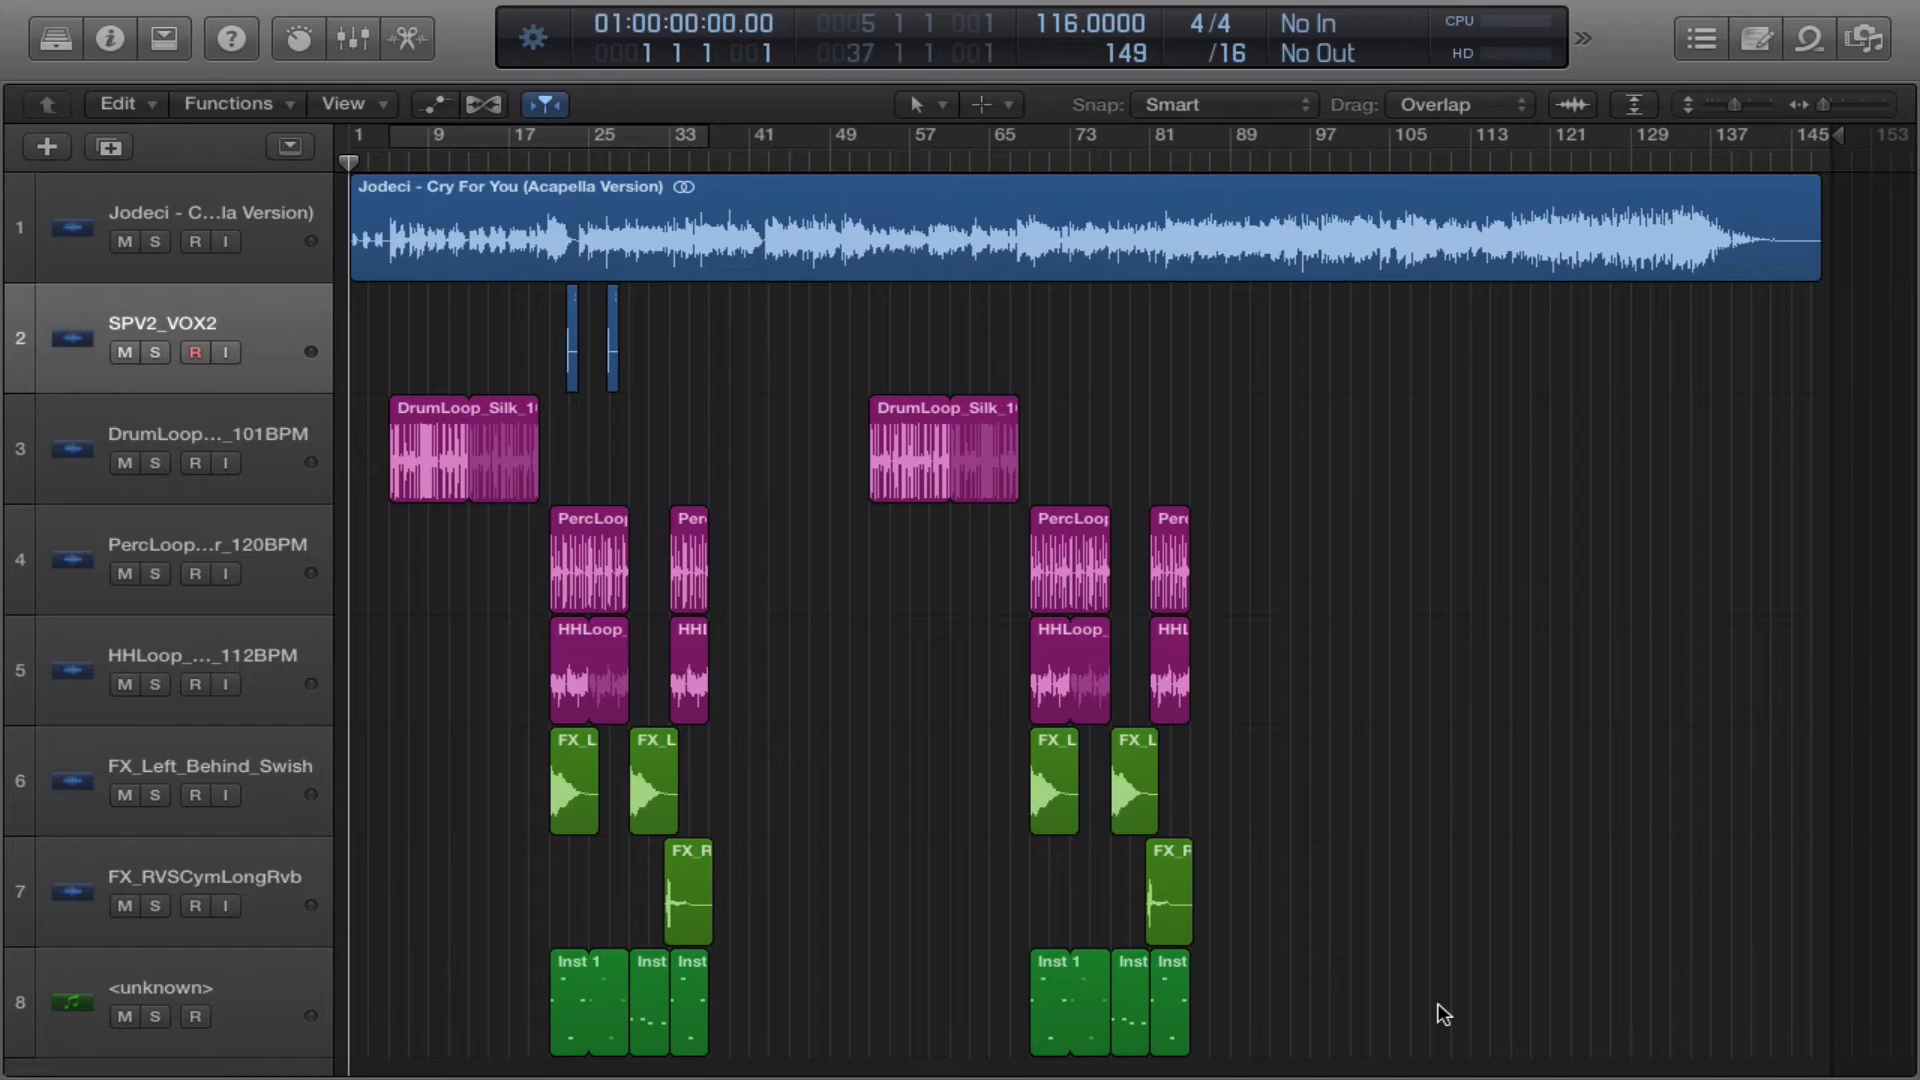 01:00:00:00.00 0005 1 1 001 116.0000 4/4 No In CPU
0001 1 1 001 0037 1 1 001 149 /16 No Out HD
Edit Functions View Snap: Smart Drag: Overlap
1 9 17 25 33 41 49 57 65 73 81 89 97 105 113 121 129 137 145 153
Jodeci - Cry For You (Acapella Version)
1 Jodeci - C...la Version)
M S R I
2 SPV2_VOX2
M S R I
DrumLoop_Silk_1 DrumLoop_Silk_1
3 DrumLoop..._101BPM
M S R I
PercLoop Per PercLoop Perc
4 PercLoop...r_120BPM
M S R I
HHLoop_ HHL HHLoop_ HHL
5 HHLoop_..._112BPM
M S R I
FX_L FX_L FX_L FX_L
6 FX_Left_Behind_Swish
M S R I
FX_R FX_R
7 FX_RVSCymLongRvb
M S R I
Inst 1 Inst Inst Inst 1 Inst Inst
8 <unknown>
M S R